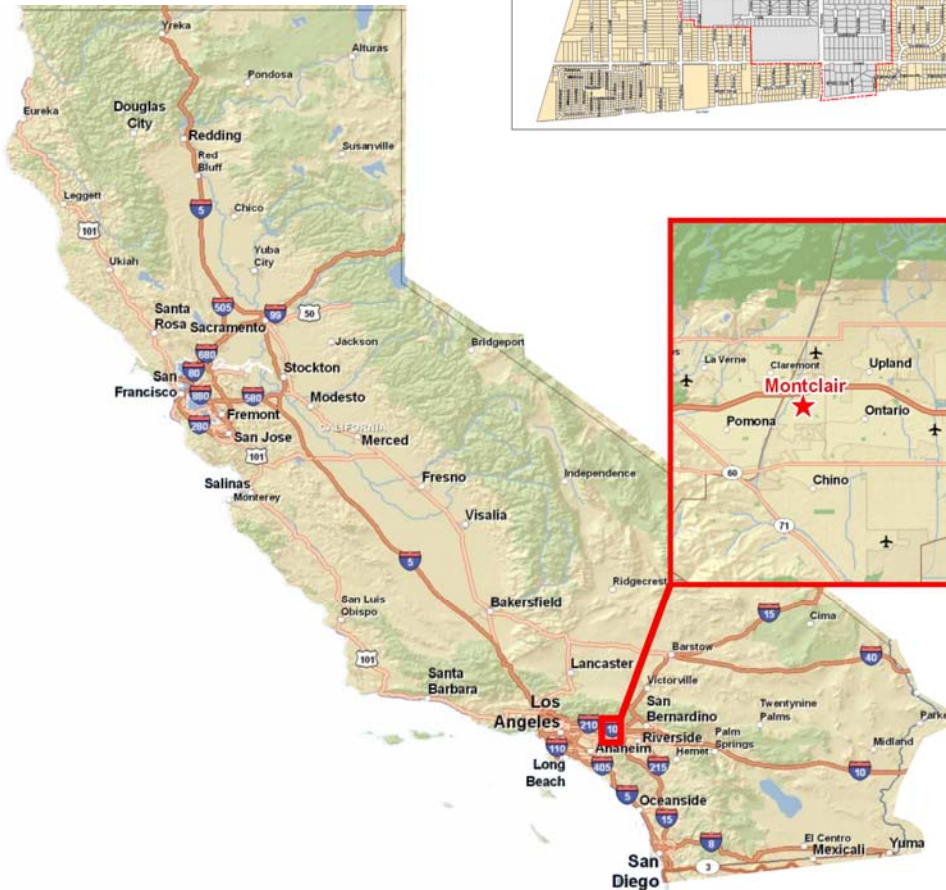 Yreka
Alturas
Pondosa
Douglas
City
Eureka
Redding
Red
Bluff
Susanville
Leggett
5
Chico
101
Yuba
City
Ukiah
505
99
50
Santa
Rosa
Sacramento
Jackson
Bridgeport
680
80
Stockton
San
Francisco
880
580
Modesto
Fremont
CALIFORNIA
280
San Jose
Merced
101
Salinas
Monterey
Fresno
Independence
Visalia
5
Ridgecrest
San Luis
Obispo
Bakersfield
15
Cima
101
Lancaster
Barstow
40
Santa
Barbara
Victorville
Los
Angeles
210
10
San
Bernardino
Twentynine
Palms
Parke
110
Anaheim
Riverside
Hemet
Palm
Springs
Midland
Long
Beach
405
215
10
5
Oceanside
15
8
El Centro
Mexicali
Yuma
San
Diego
3
La Verne
Claremont
Upland
Montclair
Pomona
Ontario
60
Chino
71